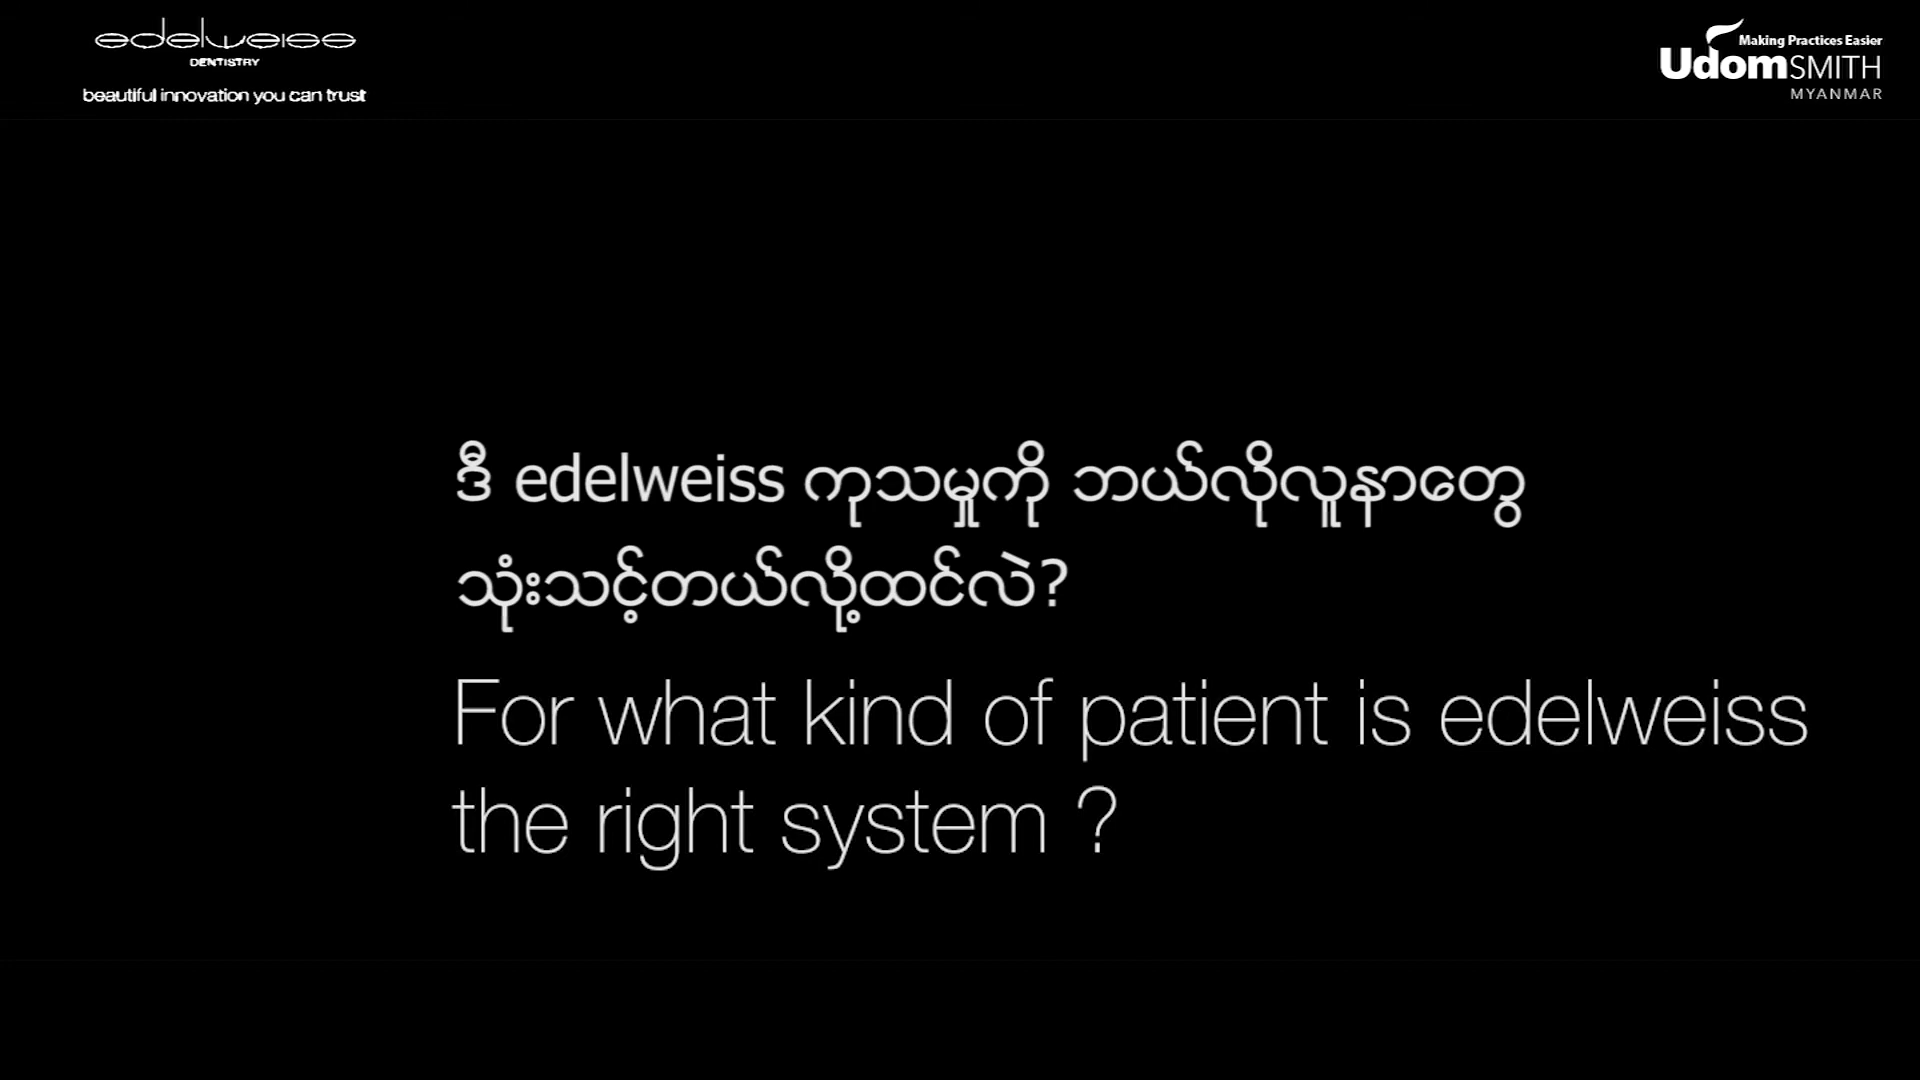 edelweiss
DENTISTRY
beautiful innovation you can trust
Making Practices Easier
UdomSMITH
MYANMAR
ဒီ edelweiss ကုသမှုကို ဘယ်လိုလူနာတွေ
သုံးသင့်တယ်လို့ထင်လဲ?
For what kind of patient is edelweiss
the right system ?